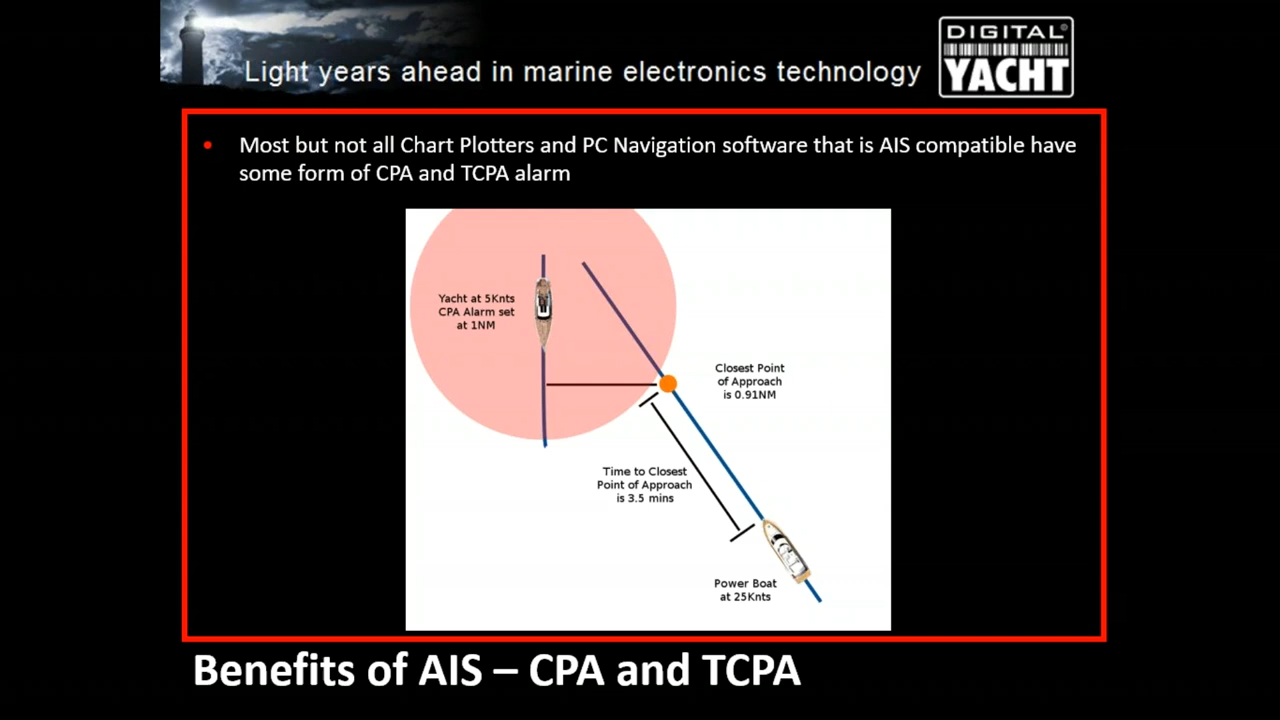 Light years ahead in marine electronics technology
DIGITAL
YACHT
• Most but not all Chart Plotters and PC Navigation software that is AIS compatible have
some form of CPA and TCPA alarm
Yacht at 5Knts
CPA Alarm set
at 1NM
Closest Point
of Approach
is 0.91NM
Time to Closest
Point of Approach
is 3.5 mins
Power Boat
at 25Knts
Benefits of AIS – CPA and TCPA